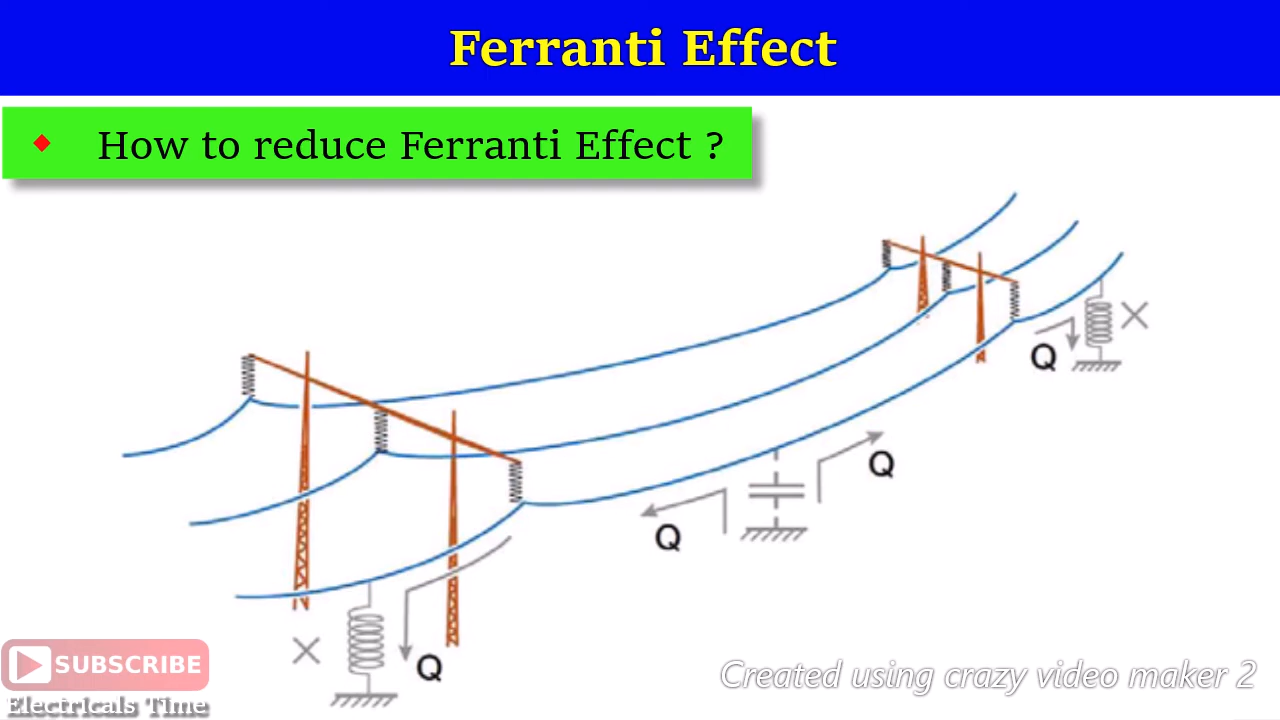 Ferranti Effect
How to reduce Ferranti Effect ?
Q
Q
Q
Q
SUBSCRIBE
Electricals Time
Created using crazy video maker 2